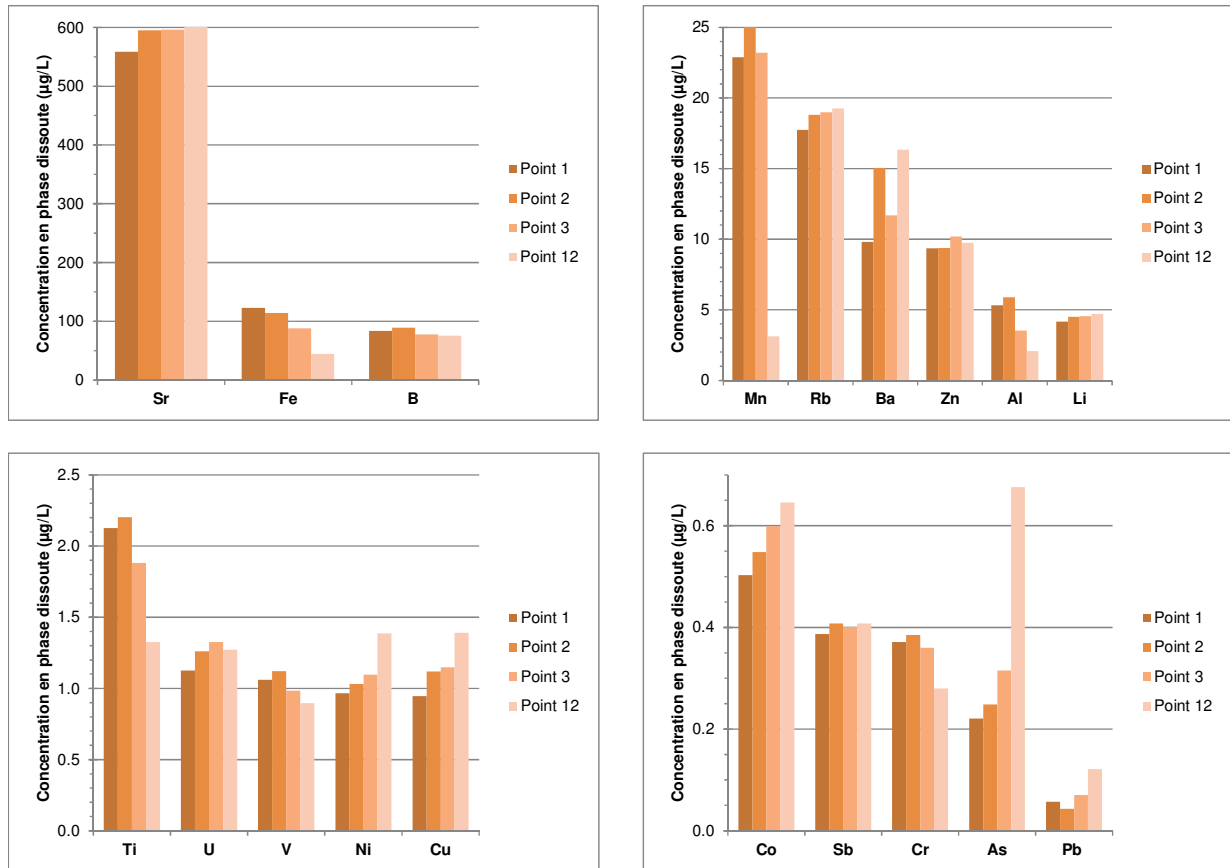 Concentration en phase dissoute (µg/L)
600
500
400
300
200
100
0
Sr Fe B
Point 1
Point 2
Point 3
Point 12
Concentration en phase dissoute (µg/L)
25
20
15
10
5
0
Mn Rb Ba Zn Al Li
Point 1
Point 2
Point 3
Point 12
Concentration en phase dissoute (µg/L)
2.5
2.0
1.5
1.0
0.5
0.0
Ti U V Ni Cu
Point 1
Point 2
Point 3
Point 12
Concentration en phase dissoute (µg/L)
0.6
0.4
0.2
0.0
Co Sb Cr As Pb
Point 1
Point 2
Point 3
Point 12